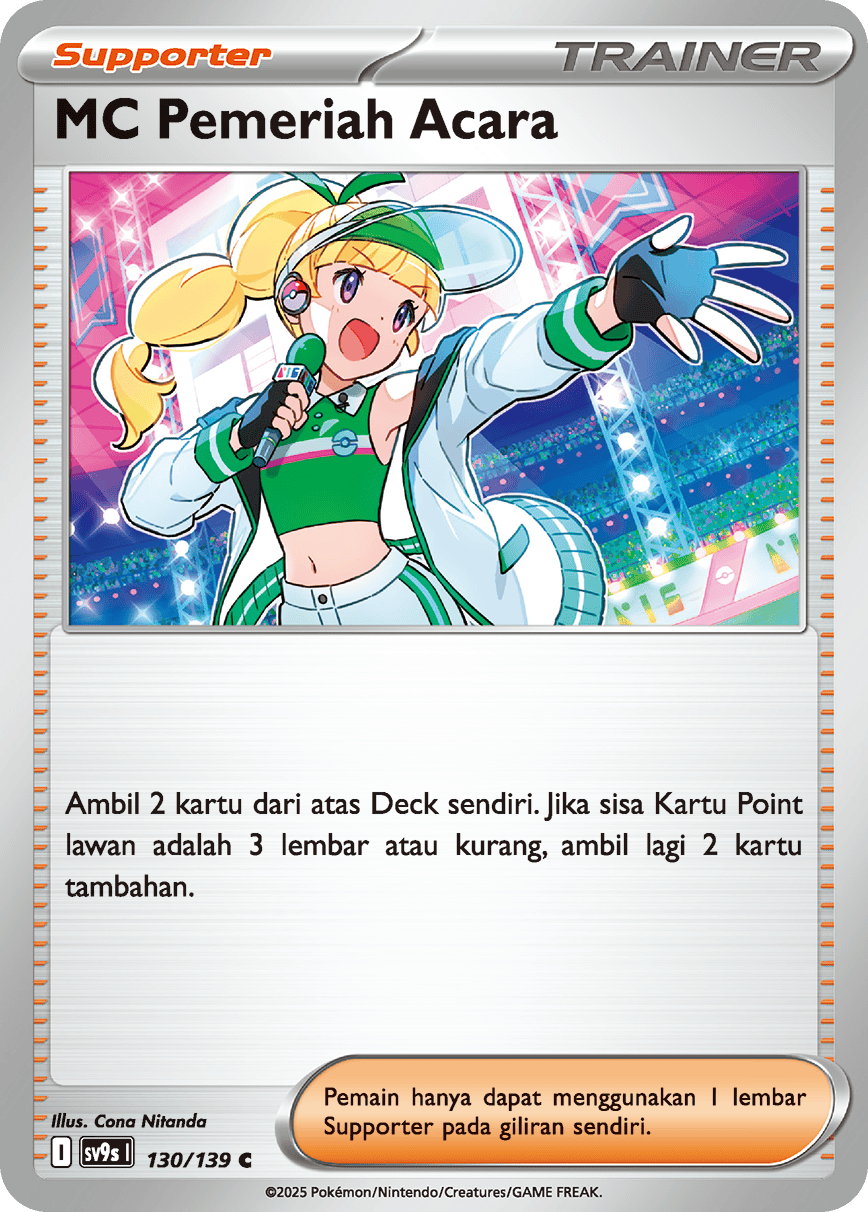 Supporter
TRAINER
MC Pemeriah Acara
Ambil 2 kartu dari atas Deck sendiri. Jika sisa Kartu Point
lawan adalah 3 lembar atau kurang, ambil lagi 2 kartu
tambahan.
Pemain hanya dapat menggunakan 1 lembar
Supporter pada giliran sendiri.
Illus. Cona Nitanda
I sv9s I 130/139 C
©2025 Pokémon/Nintendo/Creatures/GAME FREAK.